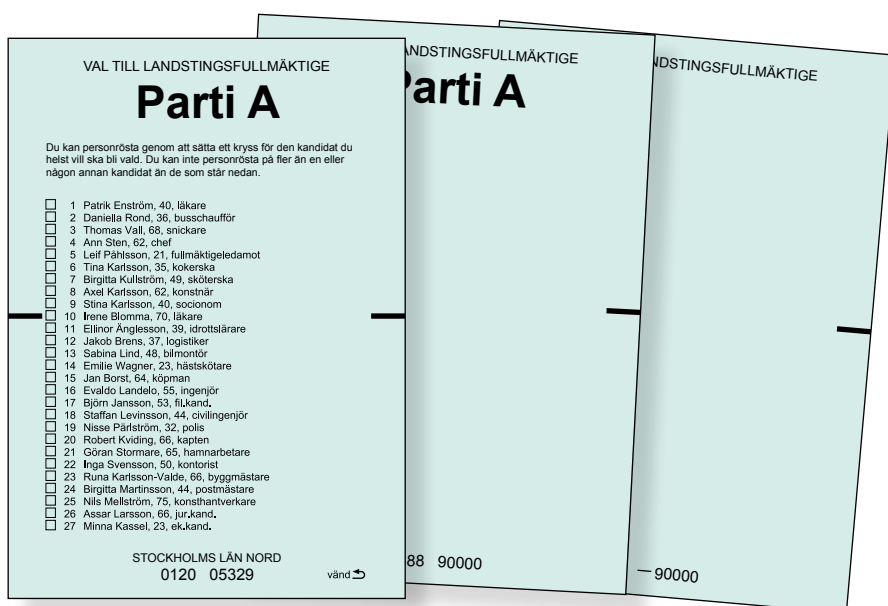 VAL TILL LANDSTINGSFULLMÄKTIGE
Parti A
Du kan personrösta genom att sätta ett kryss för den kandidat du
helst vill ska bli vald. Du kan inte personrösta på fler än en eller
någon annan kandidat än de som står nedan.
1 Patrik Enström, 40, läkare
2 Daniella Rond, 36, busschaufför
3 Thomas Vall, 68, snickare
4 Ann Sten, 62, chef
5 Leif Påhlsson, 21, fullmäktigeledamot
6 Tina Karlsson, 35, kokerska
7 Birgitta Kullström, 49, sköterska
8 Axel Karlsson, 62, konstnär
9 Stina Karlsson, 40, socionom
10 Irene Blomma, 70, läkare
11 Ellinor Änglesson, 39, idrottslärare
12 Jakob Brens, 37, logistiker
13 Sabina Lind, 48, bilmontör
14 Emilie Wagner, 23, hästskötare
15 Jan Borst, 64, köpman
16 Evaldo Landelo, 55, ingenjör
17 Björn Jansson, 53, fil.kand.
18 Staffan Levinsson, 44, civilingenjör
19 Nisse Pärlström, 32, polis
20 Robert Kviding, 66, kapten
21 Göran Stormare, 65, hamnarbetare
22 Inga Svensson, 50, kontorist
23 Runa Karlsson-Valde, 66, byggmästare
24 Birgitta Martinsson, 44, postmästare
25 Nils Mellström, 75, konsthantverkare
26 Assar Larsson, 66, jur.kand.
27 Minna Kassel, 23, ek.kand.
STOCKHOLMS LÄN NORD
0120 05329
vänd
ANDSTINGSFULLMÄKTIGE
Parti A
88 90000
NDSTINGSFULLMÄKTIGE
— 90000